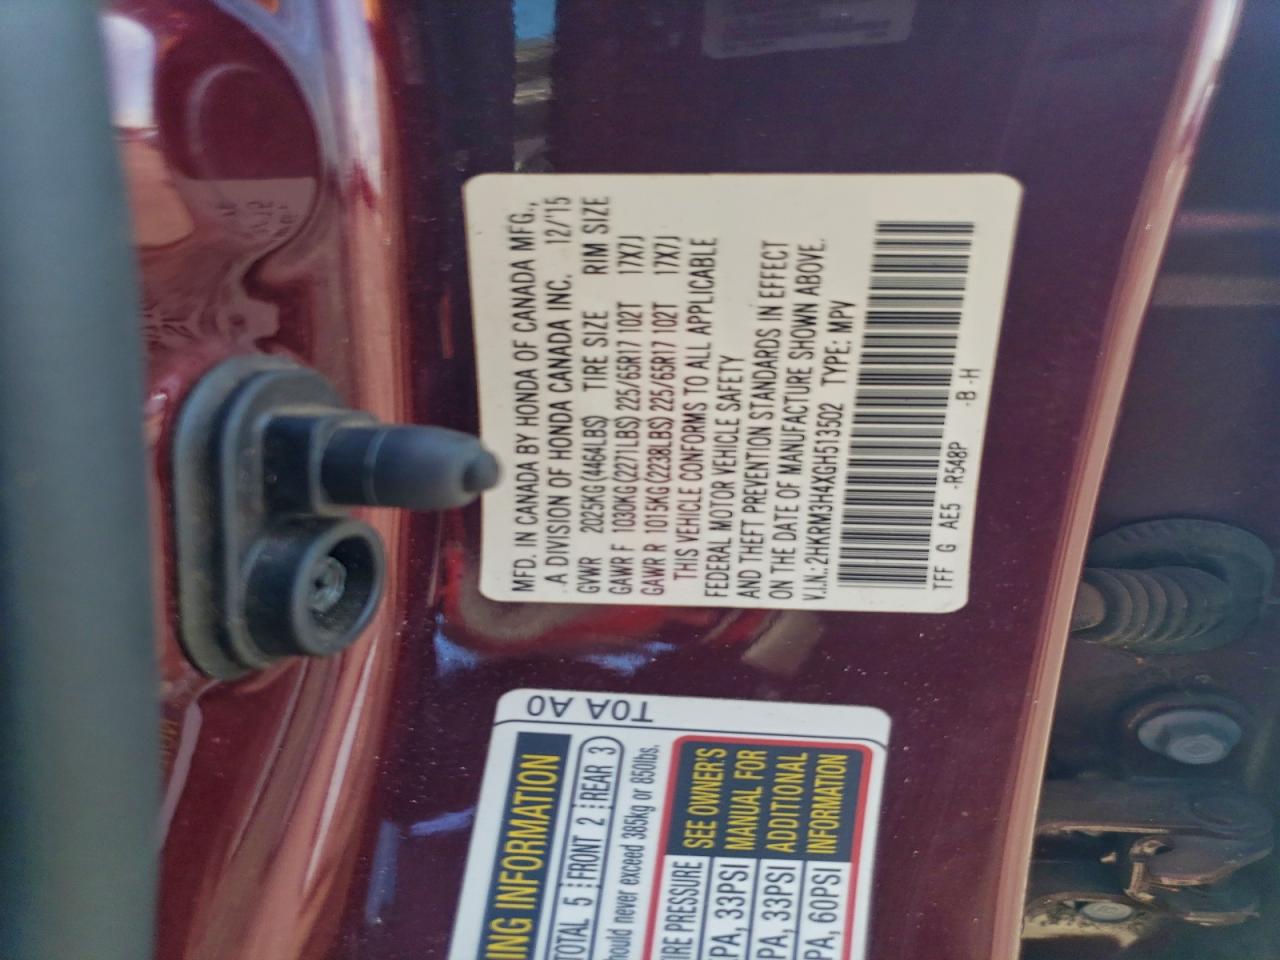 MFD. IN CANADA BY HONDA OF CANADA MFG.,
A DIVISION OF HONDA CANADA INC. 12/'15
GVWR 2025KG(4464LBS) TIRE SIZE RIM SIZE
GAWR F 1030KG(2271LBS) 225/65R17 102T 17X7J
GAWR R 1015KG(2238LBS) 225/65R17 102T 17X7J
THIS VEHICLE CONFORMS TO ALL APPLICABLE
FEDERAL MOTOR VEHICLE SAFETY
AND THEFT PREVENTION STANDARDS IN EFFECT
ON THE DATE OF MANUFACTURE SHOWN ABOVE.
V.I.N.:2HKRM3H4XGH513502 TYPE: MPV
TFF G AE5 -R548P -B -H
T0A A0
ING INFORMATION
TOTAL 5 FRONT 2 REAR 3
should never exceed 385kg or 850lbs.
TIRE PRESSURE SEE OWNER'S
PA, 33PSI MANUAL FOR
PA, 33PSI ADDITIONAL
PA, 60PSI INFORMATION